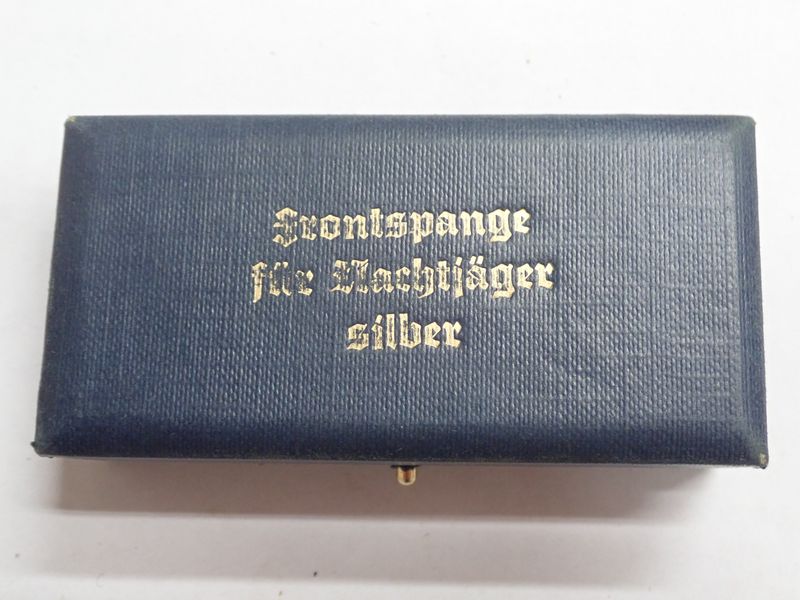 Frontspange
für Nachtjäger
silber